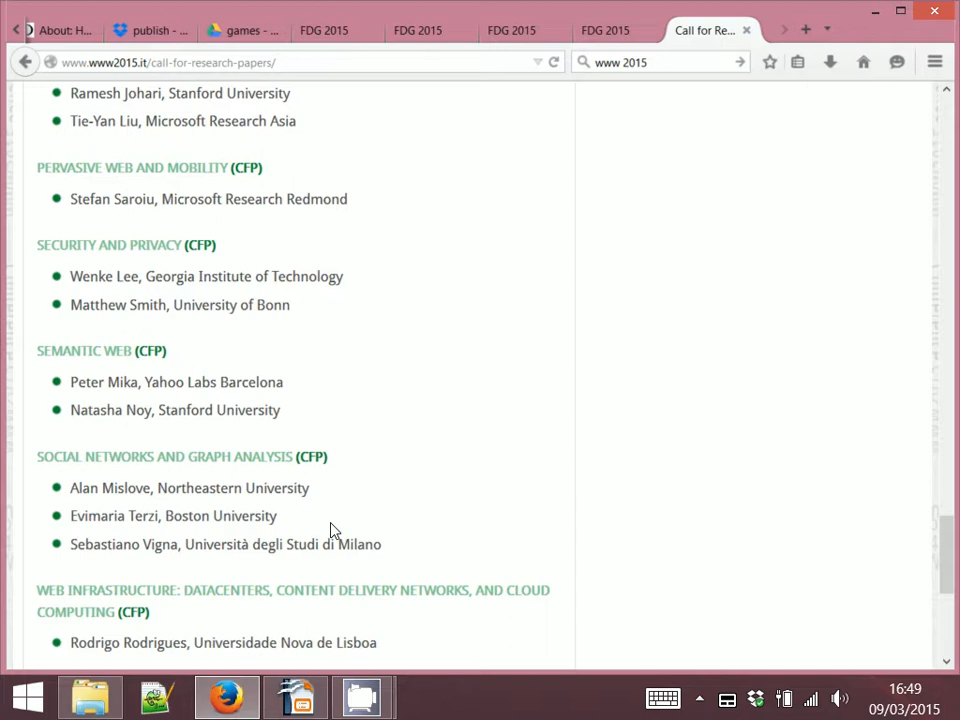 About: H...
publish - ...
games - ...
FDG 2015
FDG 2015
FDG 2015
FDG 2015
Call for Re...
www.www2015.it/call-for-research-papers/
www 2015
Ramesh Johari, Stanford University
Tie-Yan Liu, Microsoft Research Asia
PERVASIVE WEB AND MOBILITY (CFP)
Stefan Saroiu, Microsoft Research Redmond
SECURITY AND PRIVACY (CFP)
Wenke Lee, Georgia Institute of Technology
Matthew Smith, University of Bonn
SEMANTIC WEB (CFP)
Peter Mika, Yahoo Labs Barcelona
Natasha Noy, Stanford University
SOCIAL NETWORKS AND GRAPH ANALYSIS (CFP)
Alan Mislove, Northeastern University
Evimaria Terzi, Boston University
Sebastiano Vigna, Università degli Studi di Milano
WEB INFRASTRUCTURE: DATACENTERS, CONTENT DELIVERY NETWORKS, AND CLOUD
COMPUTING (CFP)
Rodrigo Rodrigues, Universidade Nova de Lisboa
16:49
09/03/2015